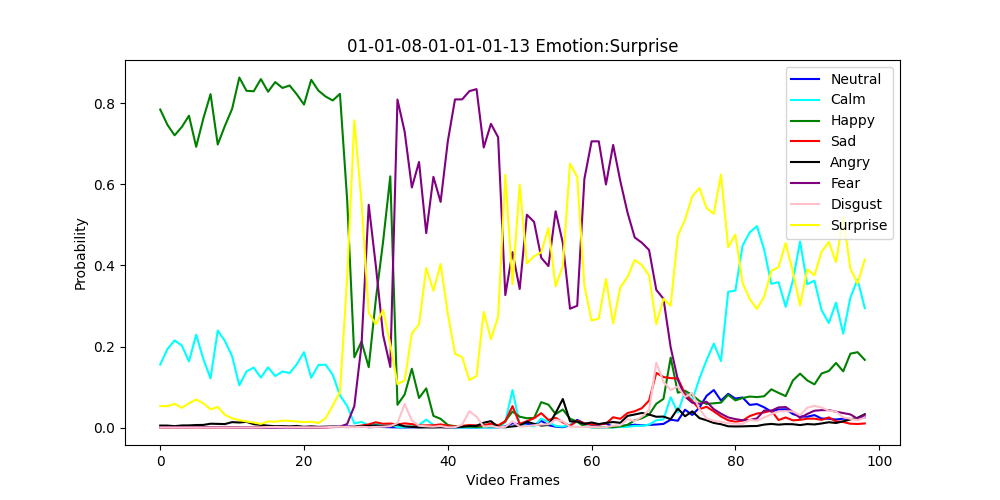 01-01-08-01-01-01-13 Emotion:Surprise
Neutral
Calm
Happy
Sad
Angry
Fear
Disgust
Surprise
Probability
0.8
0.6
0.4
0.2
0.0
0 20 40 60 80 100
Video Frames